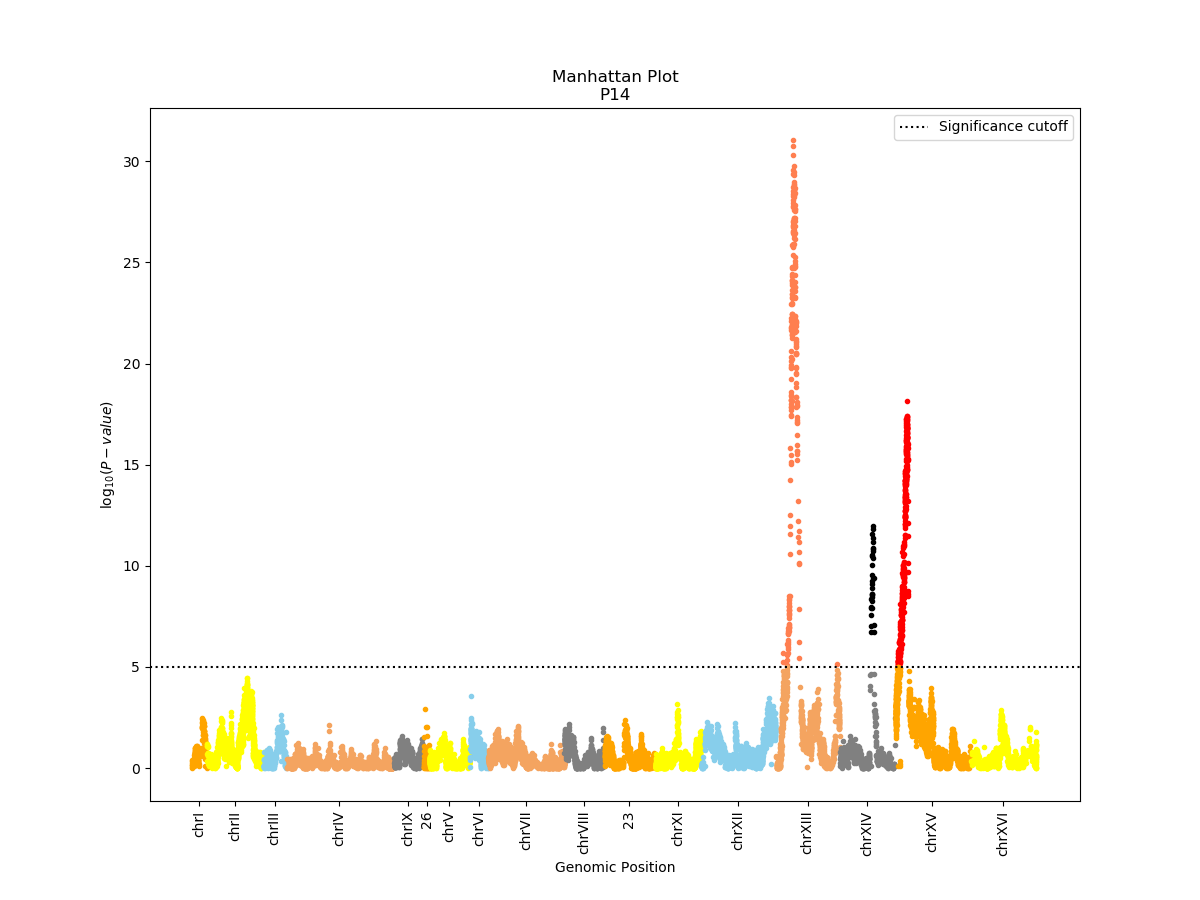 Manhattan Plot
P14
Significance cutoff
30
25
20
15
10
5
0
log10(P − value)
chrI
chrII
chrIII
chrIV
chrIX
26
chrV
chrVI
chrVII
chrVIII
23
chrXI
chrXII
chrXIII
chrXIV
chrXV
chrXVI
Genomic Position